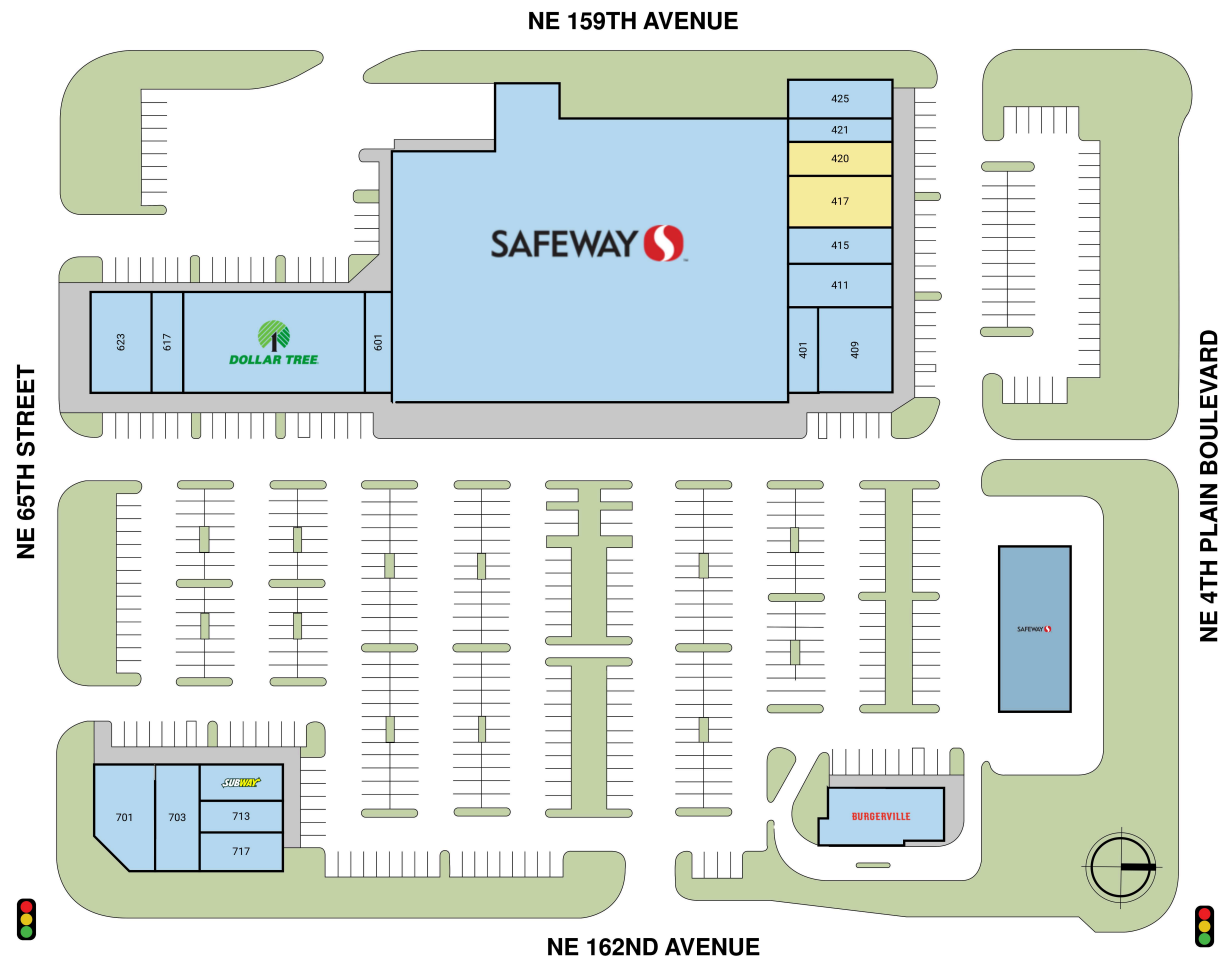 NE 159TH AVENUE
425
421
420
417
SAFEWAY
415
411
623
617
DOLLAR TREE
601
401
409
NE 65TH STREET
NE 4TH PLAIN BOULEVARD
SAFEWAY
SUBWAY
701
703
713
717
BURGERVILLE
NE 162ND AVENUE